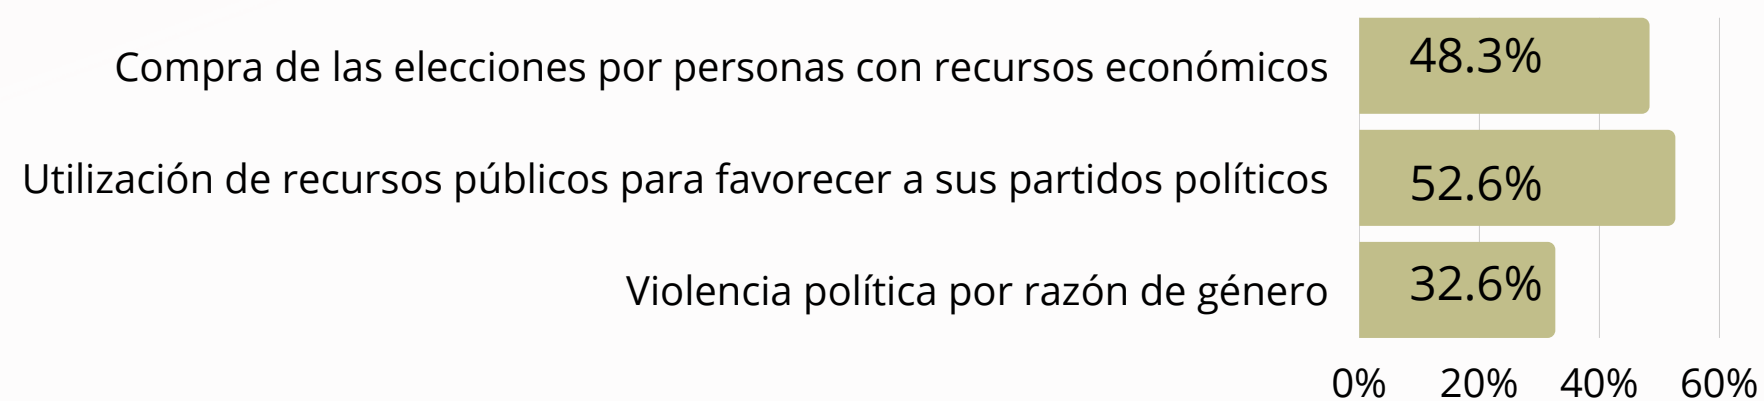 Compra de las elecciones por personas con recursos económicos 48.3%
Utilización de recursos públicos para favorecer a sus partidos políticos 52.6%
Violencia política por razón de género 32.6%
0% 20% 40% 60%